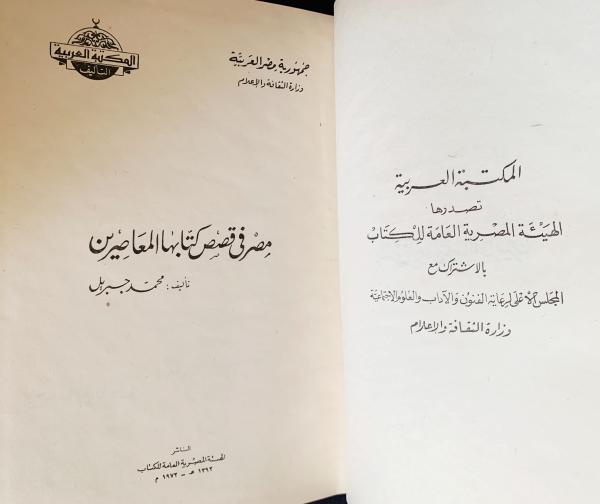 المكتبة العربية
تصدرها
الهيئة المصرية العامة للكتاب
بالاشتراك مع
المجلس الأعلى لرعاية الفنون والآداب والعلوم الاجتماعية
وزارة الثقافة والإعلام
المكتبة العربية
التأليف
جمهورية مصر العربية
وزارة الثقافة والإعلام
مصر فى قصص كتابها المعاصرين
تأليف: محمد جبريل
الناشر
الهيئة المصرية العامة للكتاب
١٣٩٢ هـ - ١٩٧٢ م